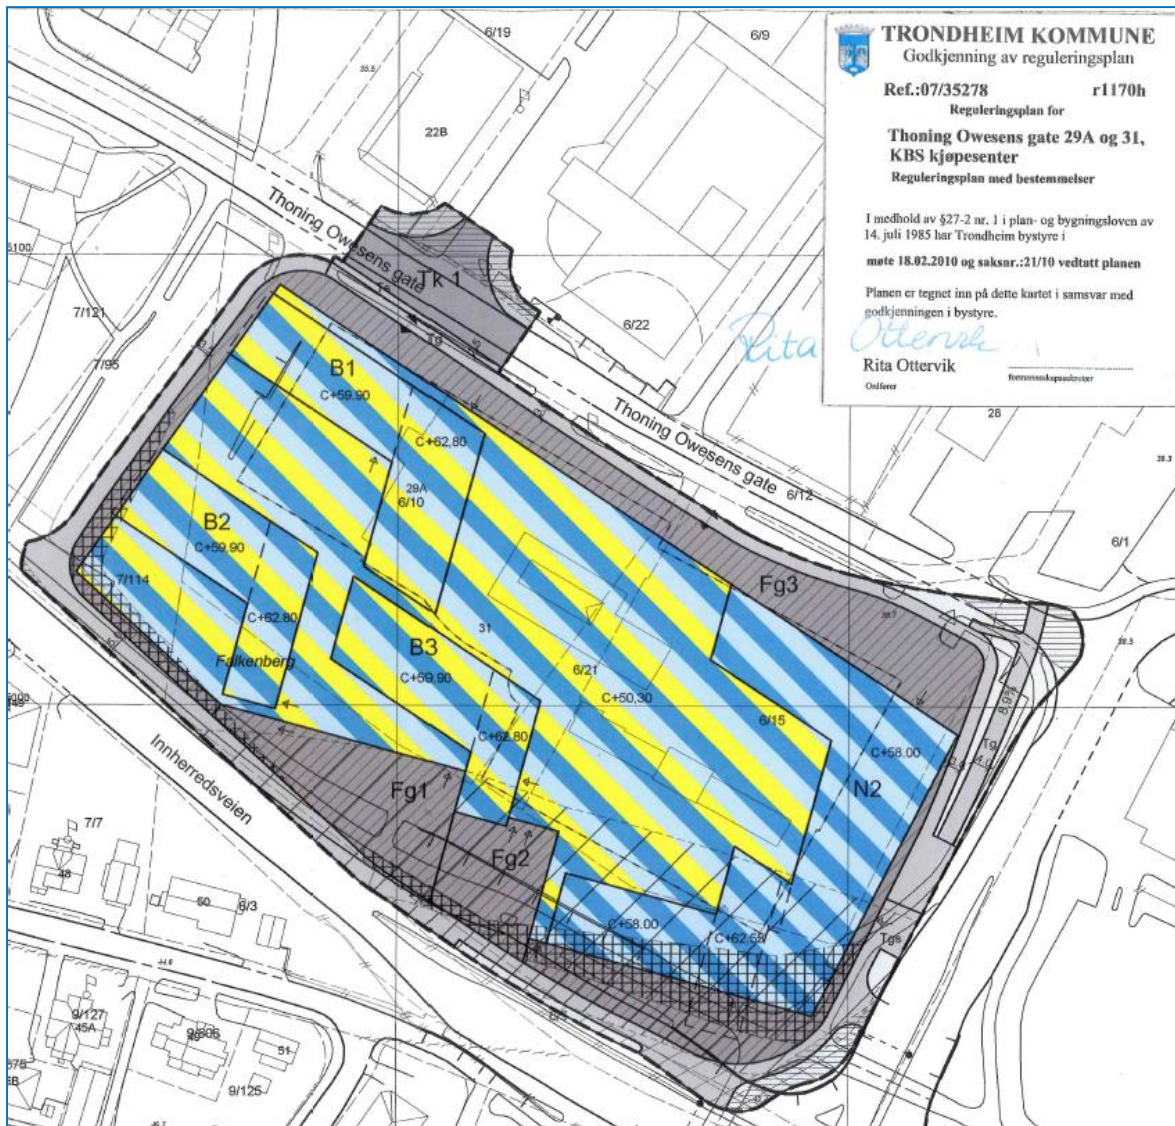 TRONDHEIM KOMMUNE
Godkjenning av reguleringsplan
Ref.:07/35278 r1170h
Reguleringsplan for
Thoning Owesens gate 29A og 31,
KBS kjøpesenter
Reguleringsplan med bestemmelser
I medhold av §27-2 nr. 1 i plan- og bygningsloven av
14. juli 1985 har Trondheim bystyre i
møte 18.02.2010 og saksnr.:21/10 vedtatt planen
Planen er tegnet inn på dette kartet i samsvar med
godkjenningen i bystyre.
Rita Ottervik
Rita Ottervik
Ordfører
6/19
6/9
22B
Thoning Owesens gate
Tk 1
7/121
6/22
Tg
7/95
B1
C+59,90
Thoning Owesens gate
28
C+62,80
29A
6/10
6/12
B2
C+59,90
6/1
7/114
Fg3
C+62.80
31
B3
Falkenberg
6/21
C+59,90
C+50,30
6/15
8,9%
C+62.80
C+58.00
Tg
4.0
Innherredsveien
Fg1
N2
7/7
48
Fg2
50
6/3
C+58.00
C+62,65
Tgs
9/127
45A
51
9/125